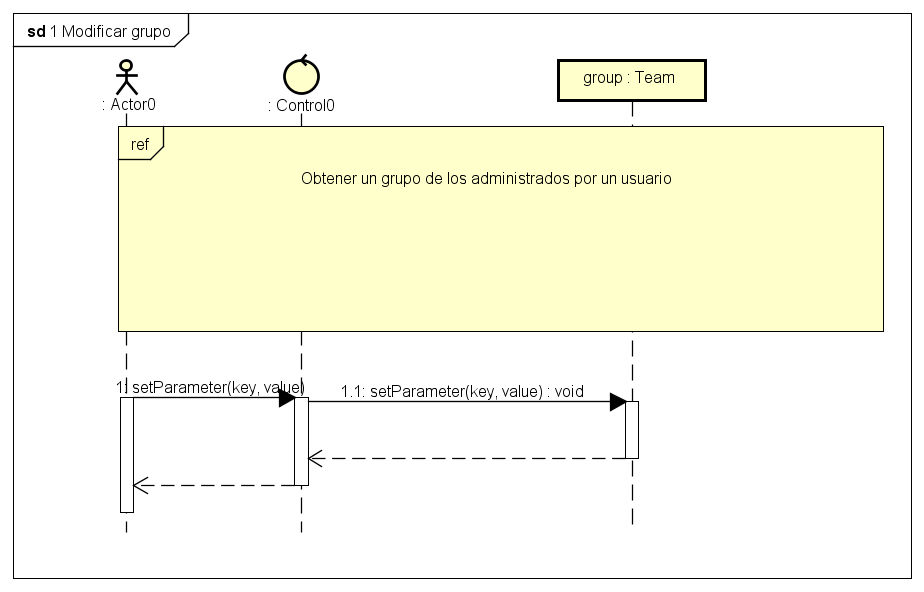 sd 1 Modificar grupo
: Actor0
: Control0
group : Team
ref
Obtener un grupo de los administrados por un usuario
1: setParameter(key, value)
1.1: setParameter(key, value) : void